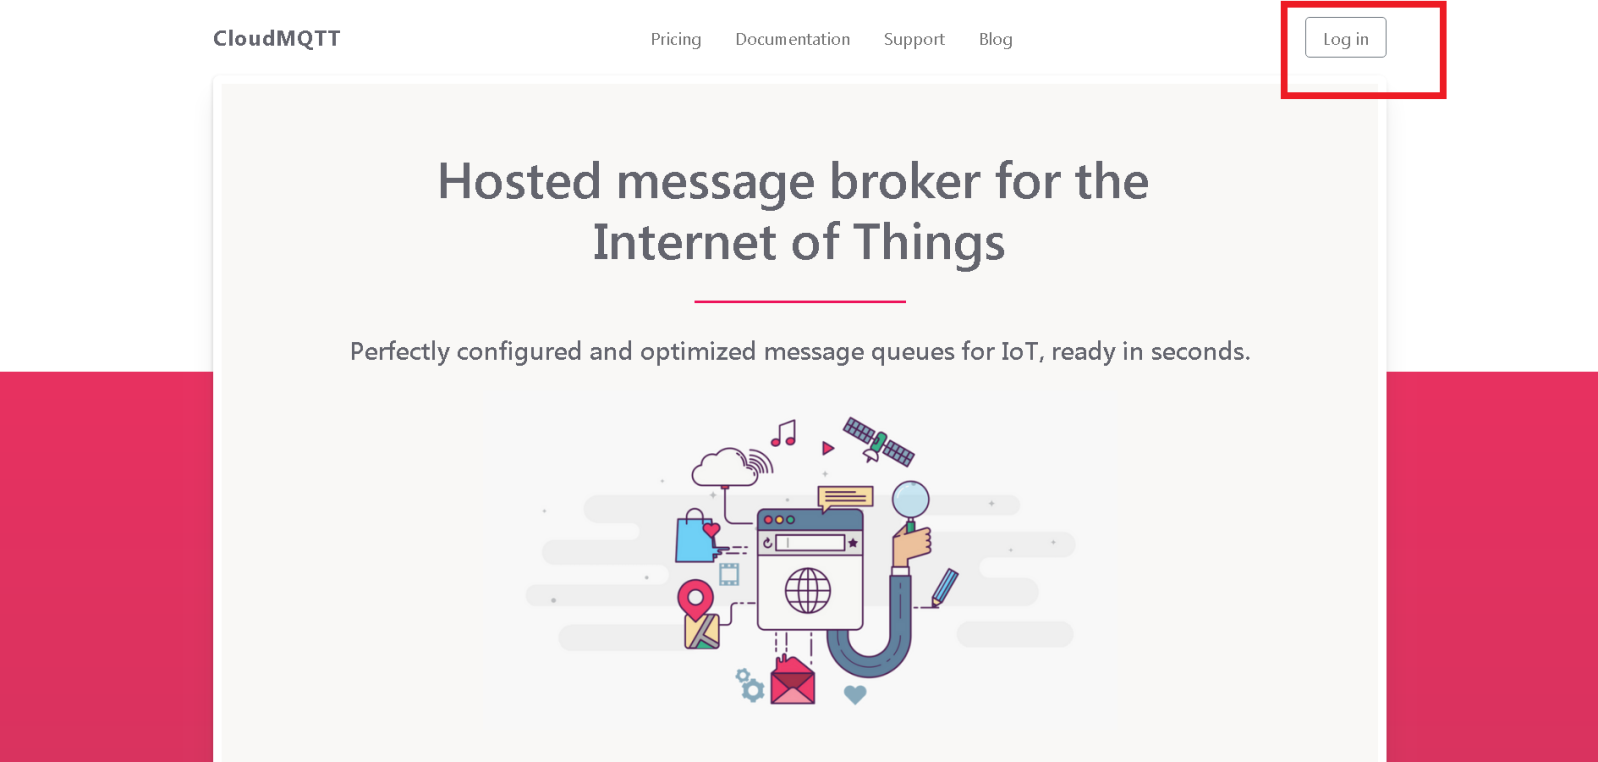 CloudMQTT
Pricing Documentation Support Blog
Log in
Hosted message broker for the
Internet of Things
Perfectly configured and optimized message queues for IoT, ready in seconds.